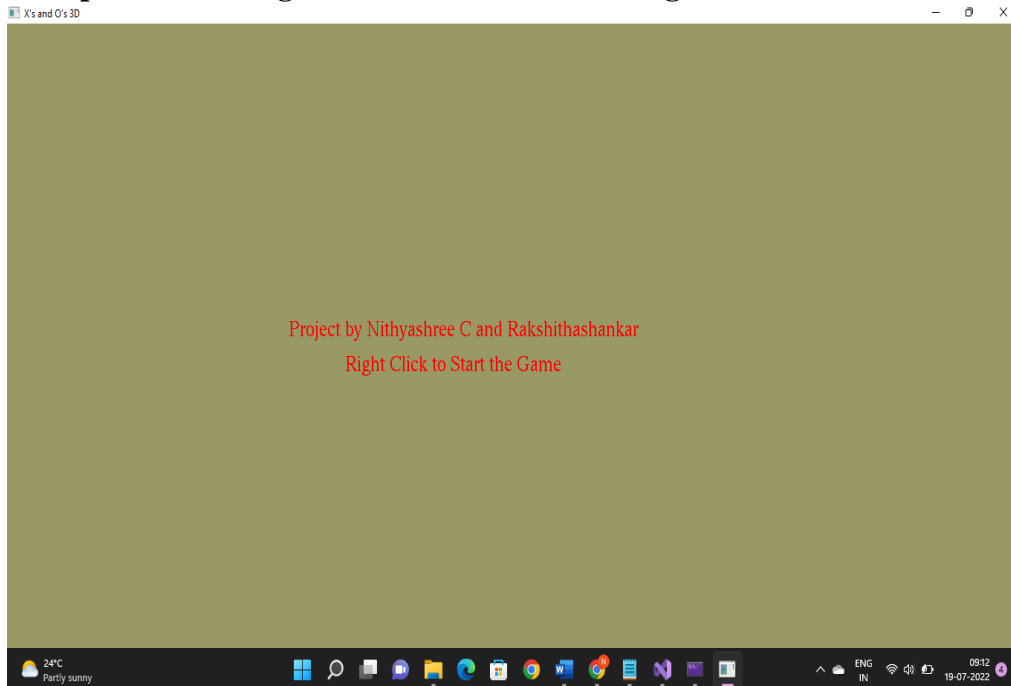 X's and O's 3D
Project by Nithyashree C and Rakshithashankar
Right Click to Start the Game
24°C
Partly sunny
ENG
IN
09:12
19-07-2022
4